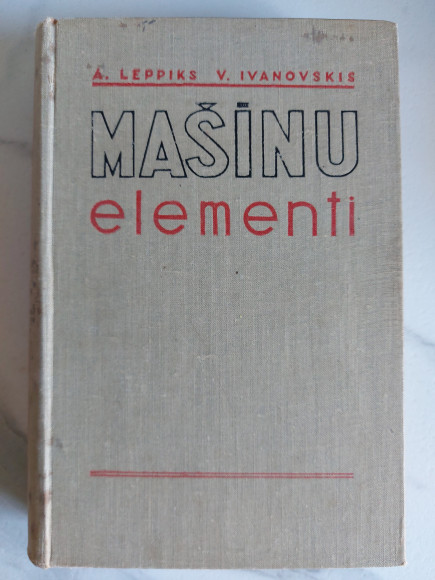 A. LEPPIKS V. IVANOVSKIS
MAŠĪNU
elementi